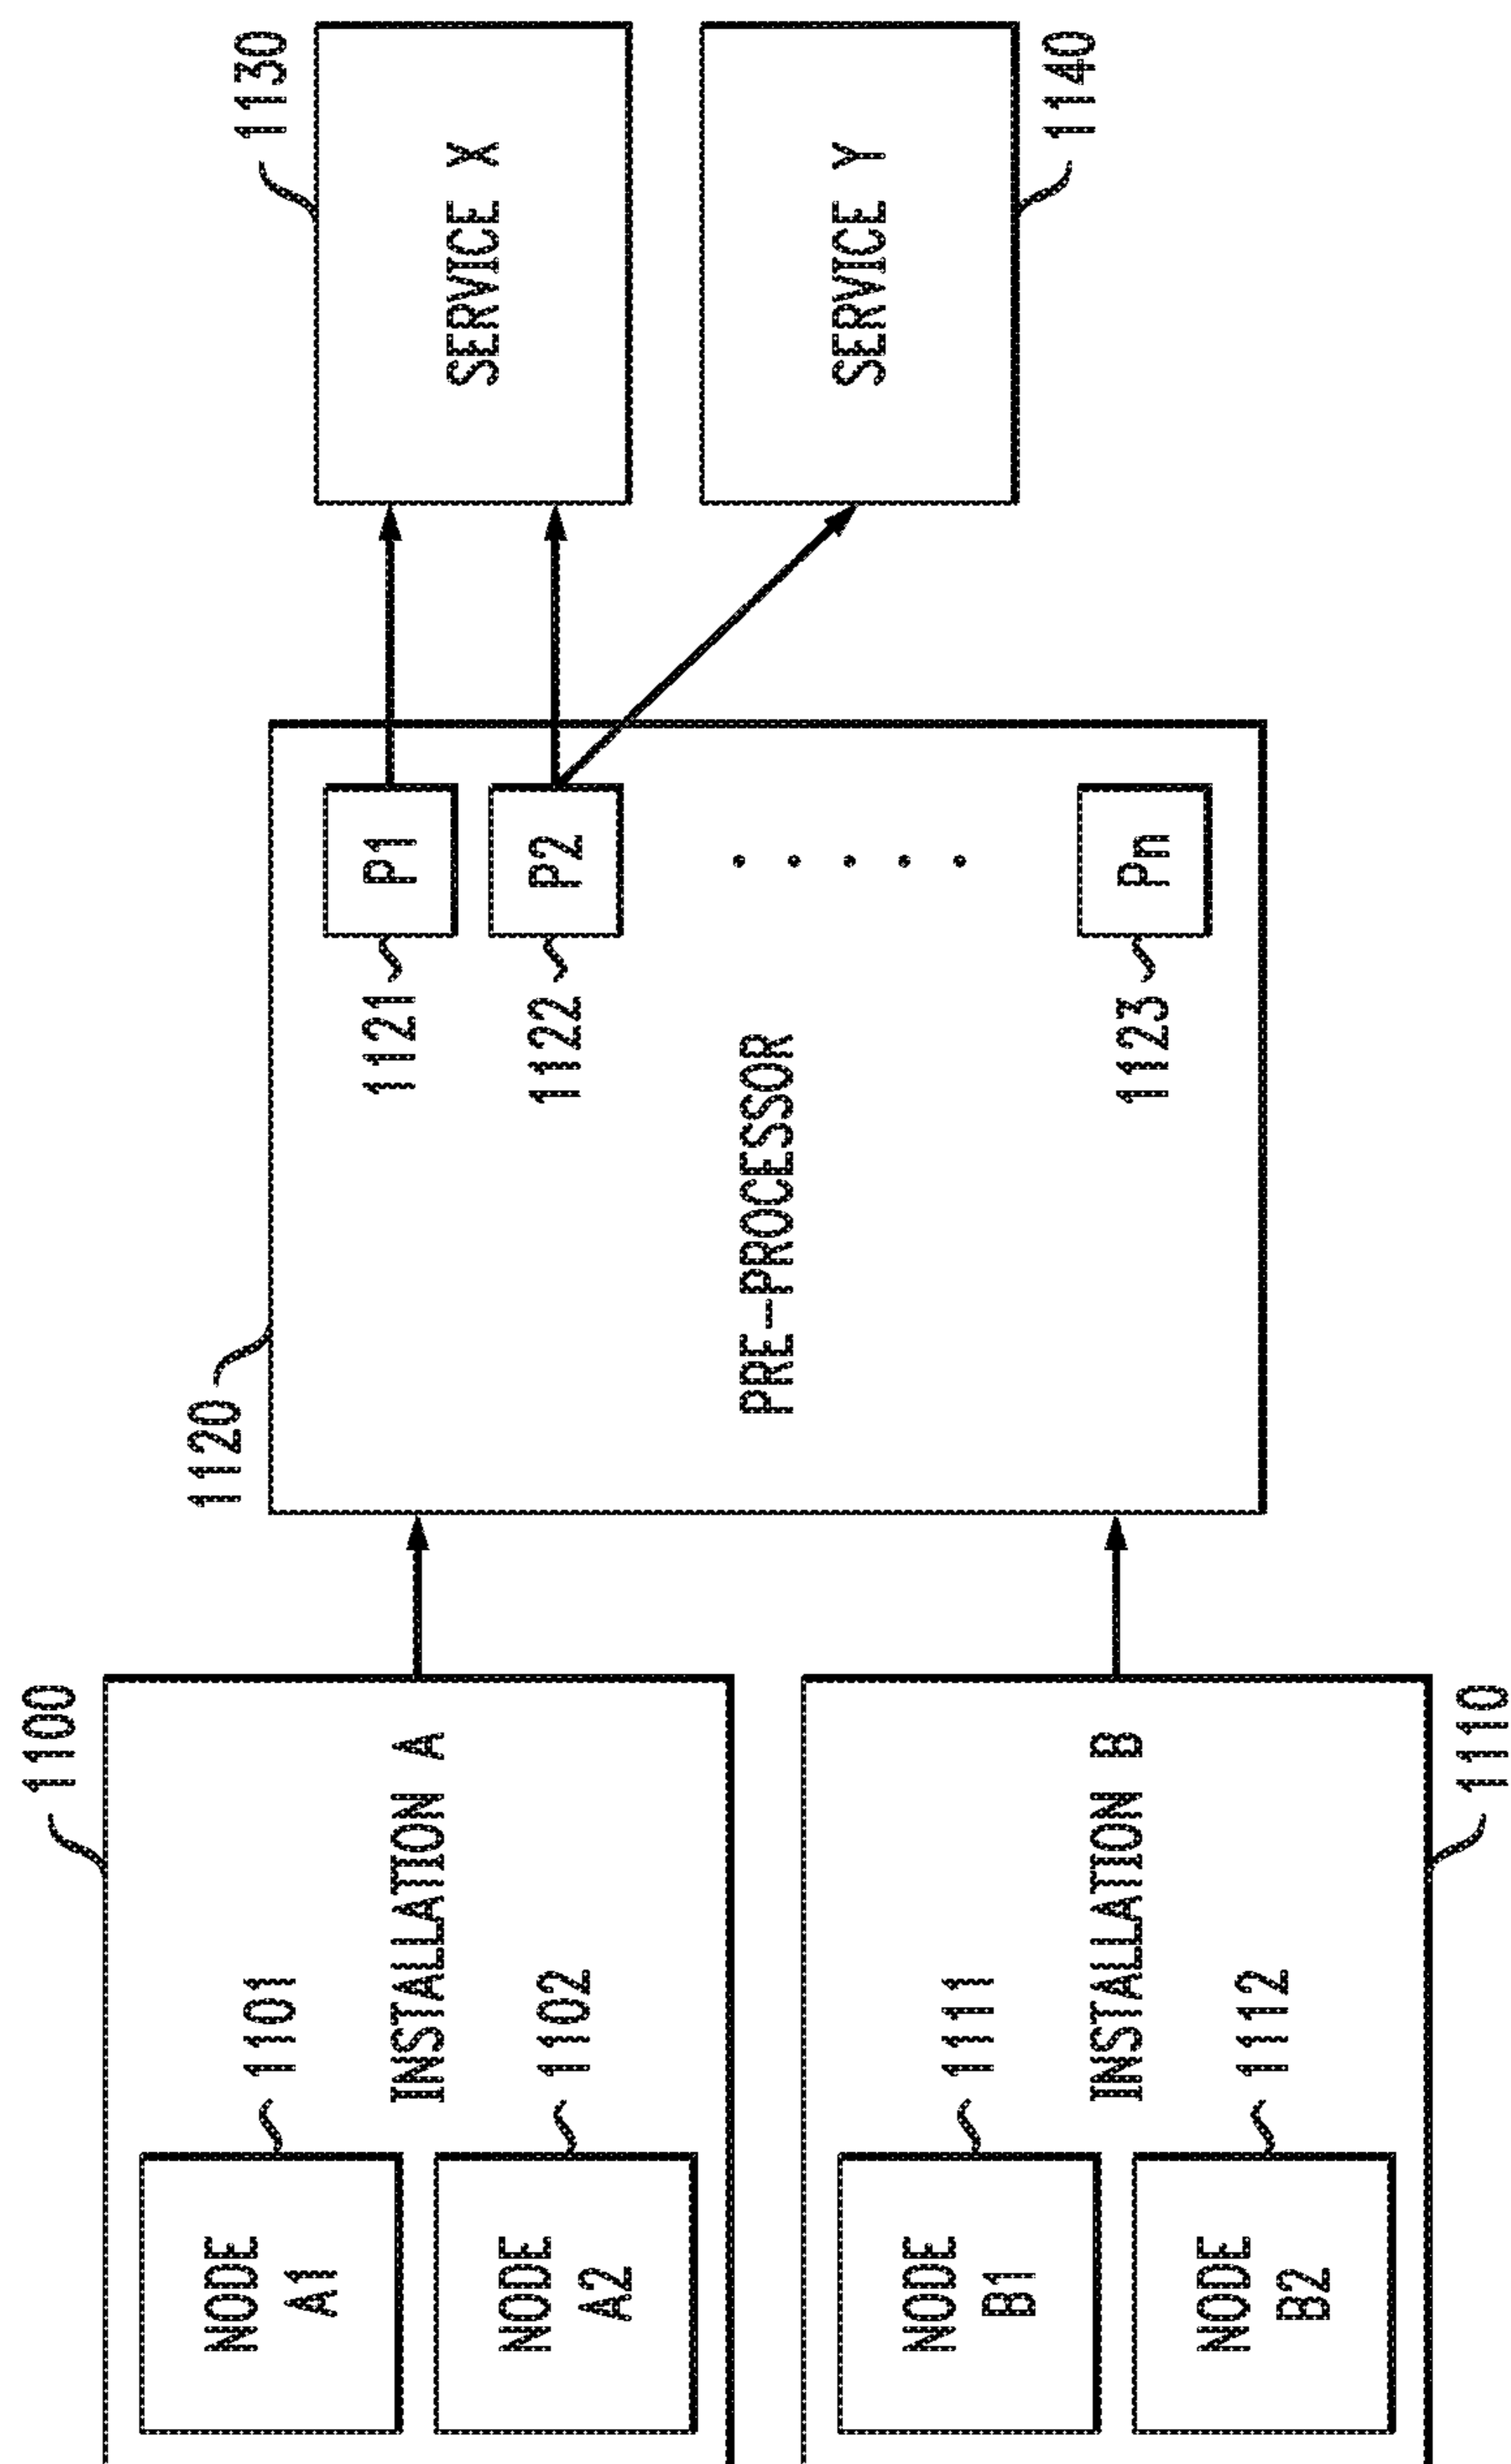 1100
NODE
A1
1101
NODE
A2
1102
INSTALLATION A
NODE
B1
1111
NODE
B2
1112
INSTALLATION B
1110
1120
PRE-PROCESSOR
1121
P1
1122
P2
1123
Pn
1130
SERVICE X
SERVICE Y
1140